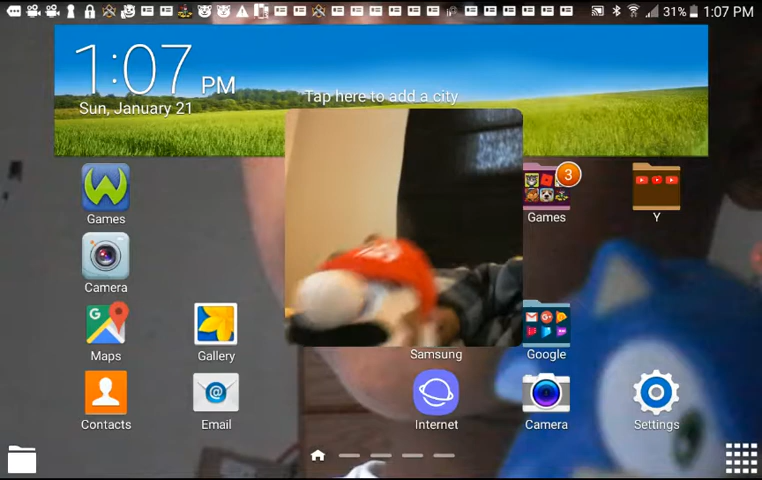 31% 1:07 PM
1:07 PM
Sun, January 21
Tap here to add a city
Games
3
Games
Y
Camera
G
Maps
Gallery
Samsung
Google
@
Contacts
Email
Internet
Camera
Settings